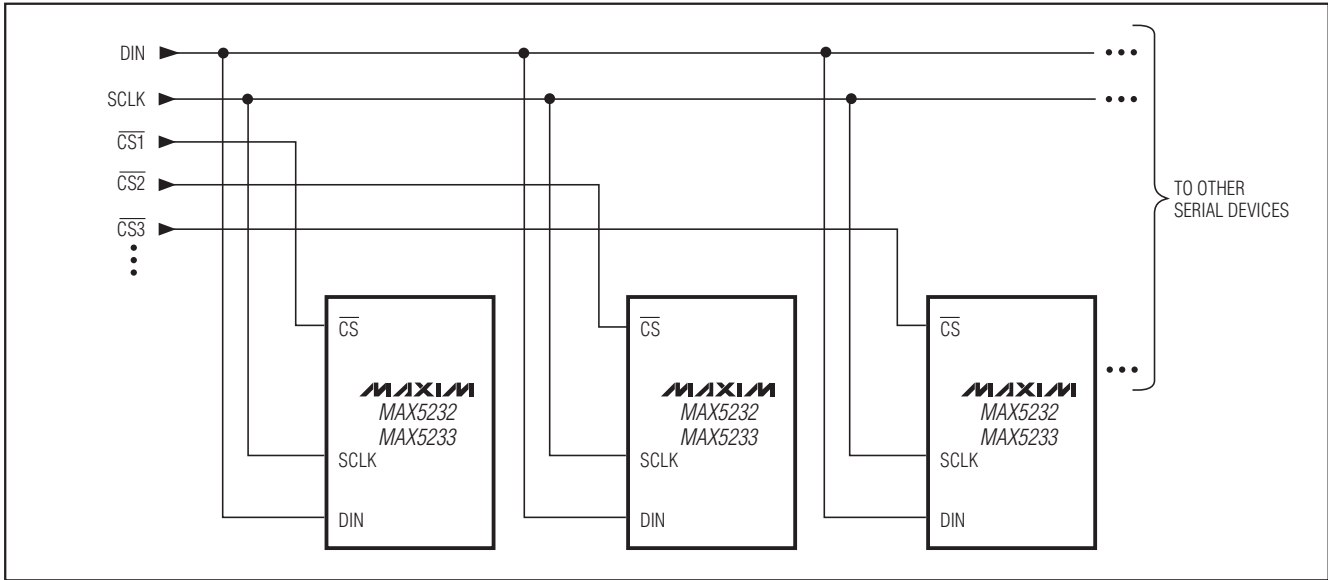 DIN
SCLK
CS1
CS2
CS3
TO OTHER
SERIAL DEVICES
CS
MAXIM
MAX5232
MAX5233
SCLK
DIN
CS
MAXIM
MAX5232
MAX5233
SCLK
DIN
CS
MAXIM
MAX5232
MAX5233
SCLK
DIN